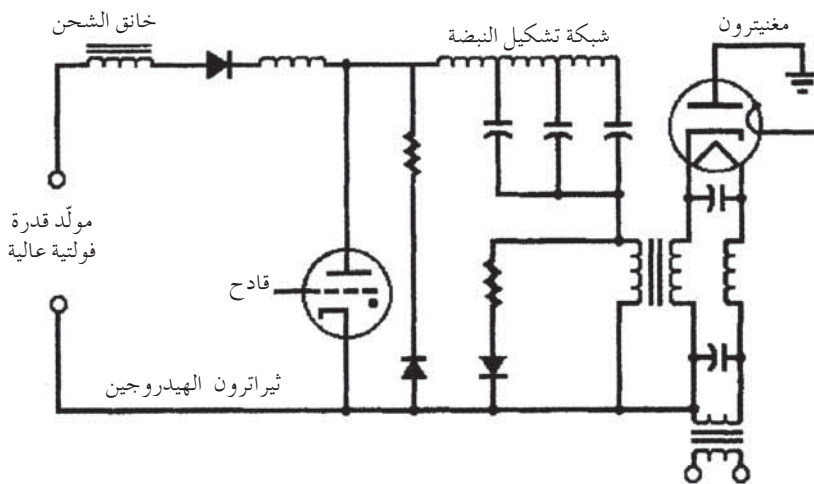 خانق الشحن
شبكة تشكيل النبضة
مغنيترون
مولّد قدرة
فولتية عالية
قادح
ثيراترون الهيدروجين